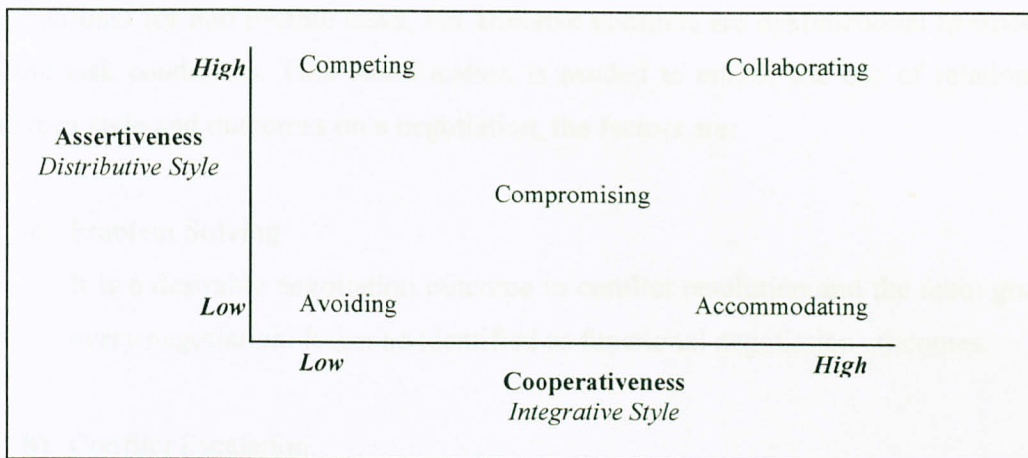 High Competing Collaborating
Assertiveness
Distributive Style
Compromising
Low Avoiding Accommodating
Low High
Cooperativeness
Integrative Style